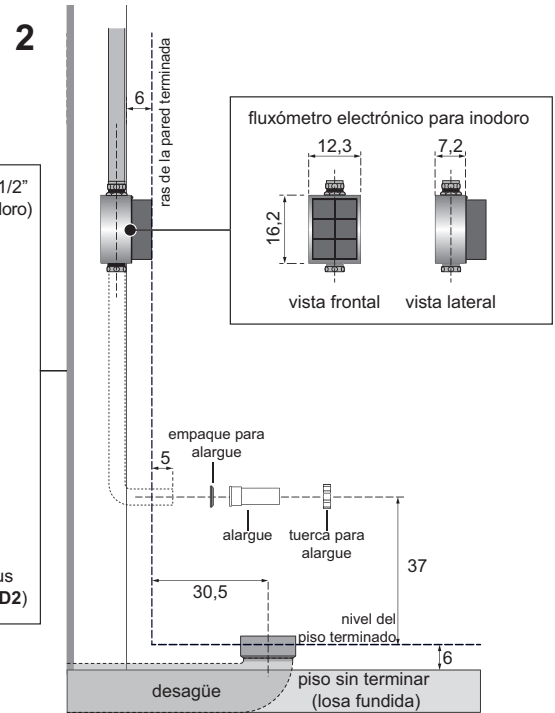 2
6
ras de la pared terminada
fluxómetro electrónico para inodoro
12,3
7,2
16,2
vista frontal
vista lateral
1/2”
5
empaque para
alargue
alargue
tuerca para
alargue
37
30,5
nivel del
piso terminado
6
D2)
desagüe
piso sin terminar
(losa fundida)